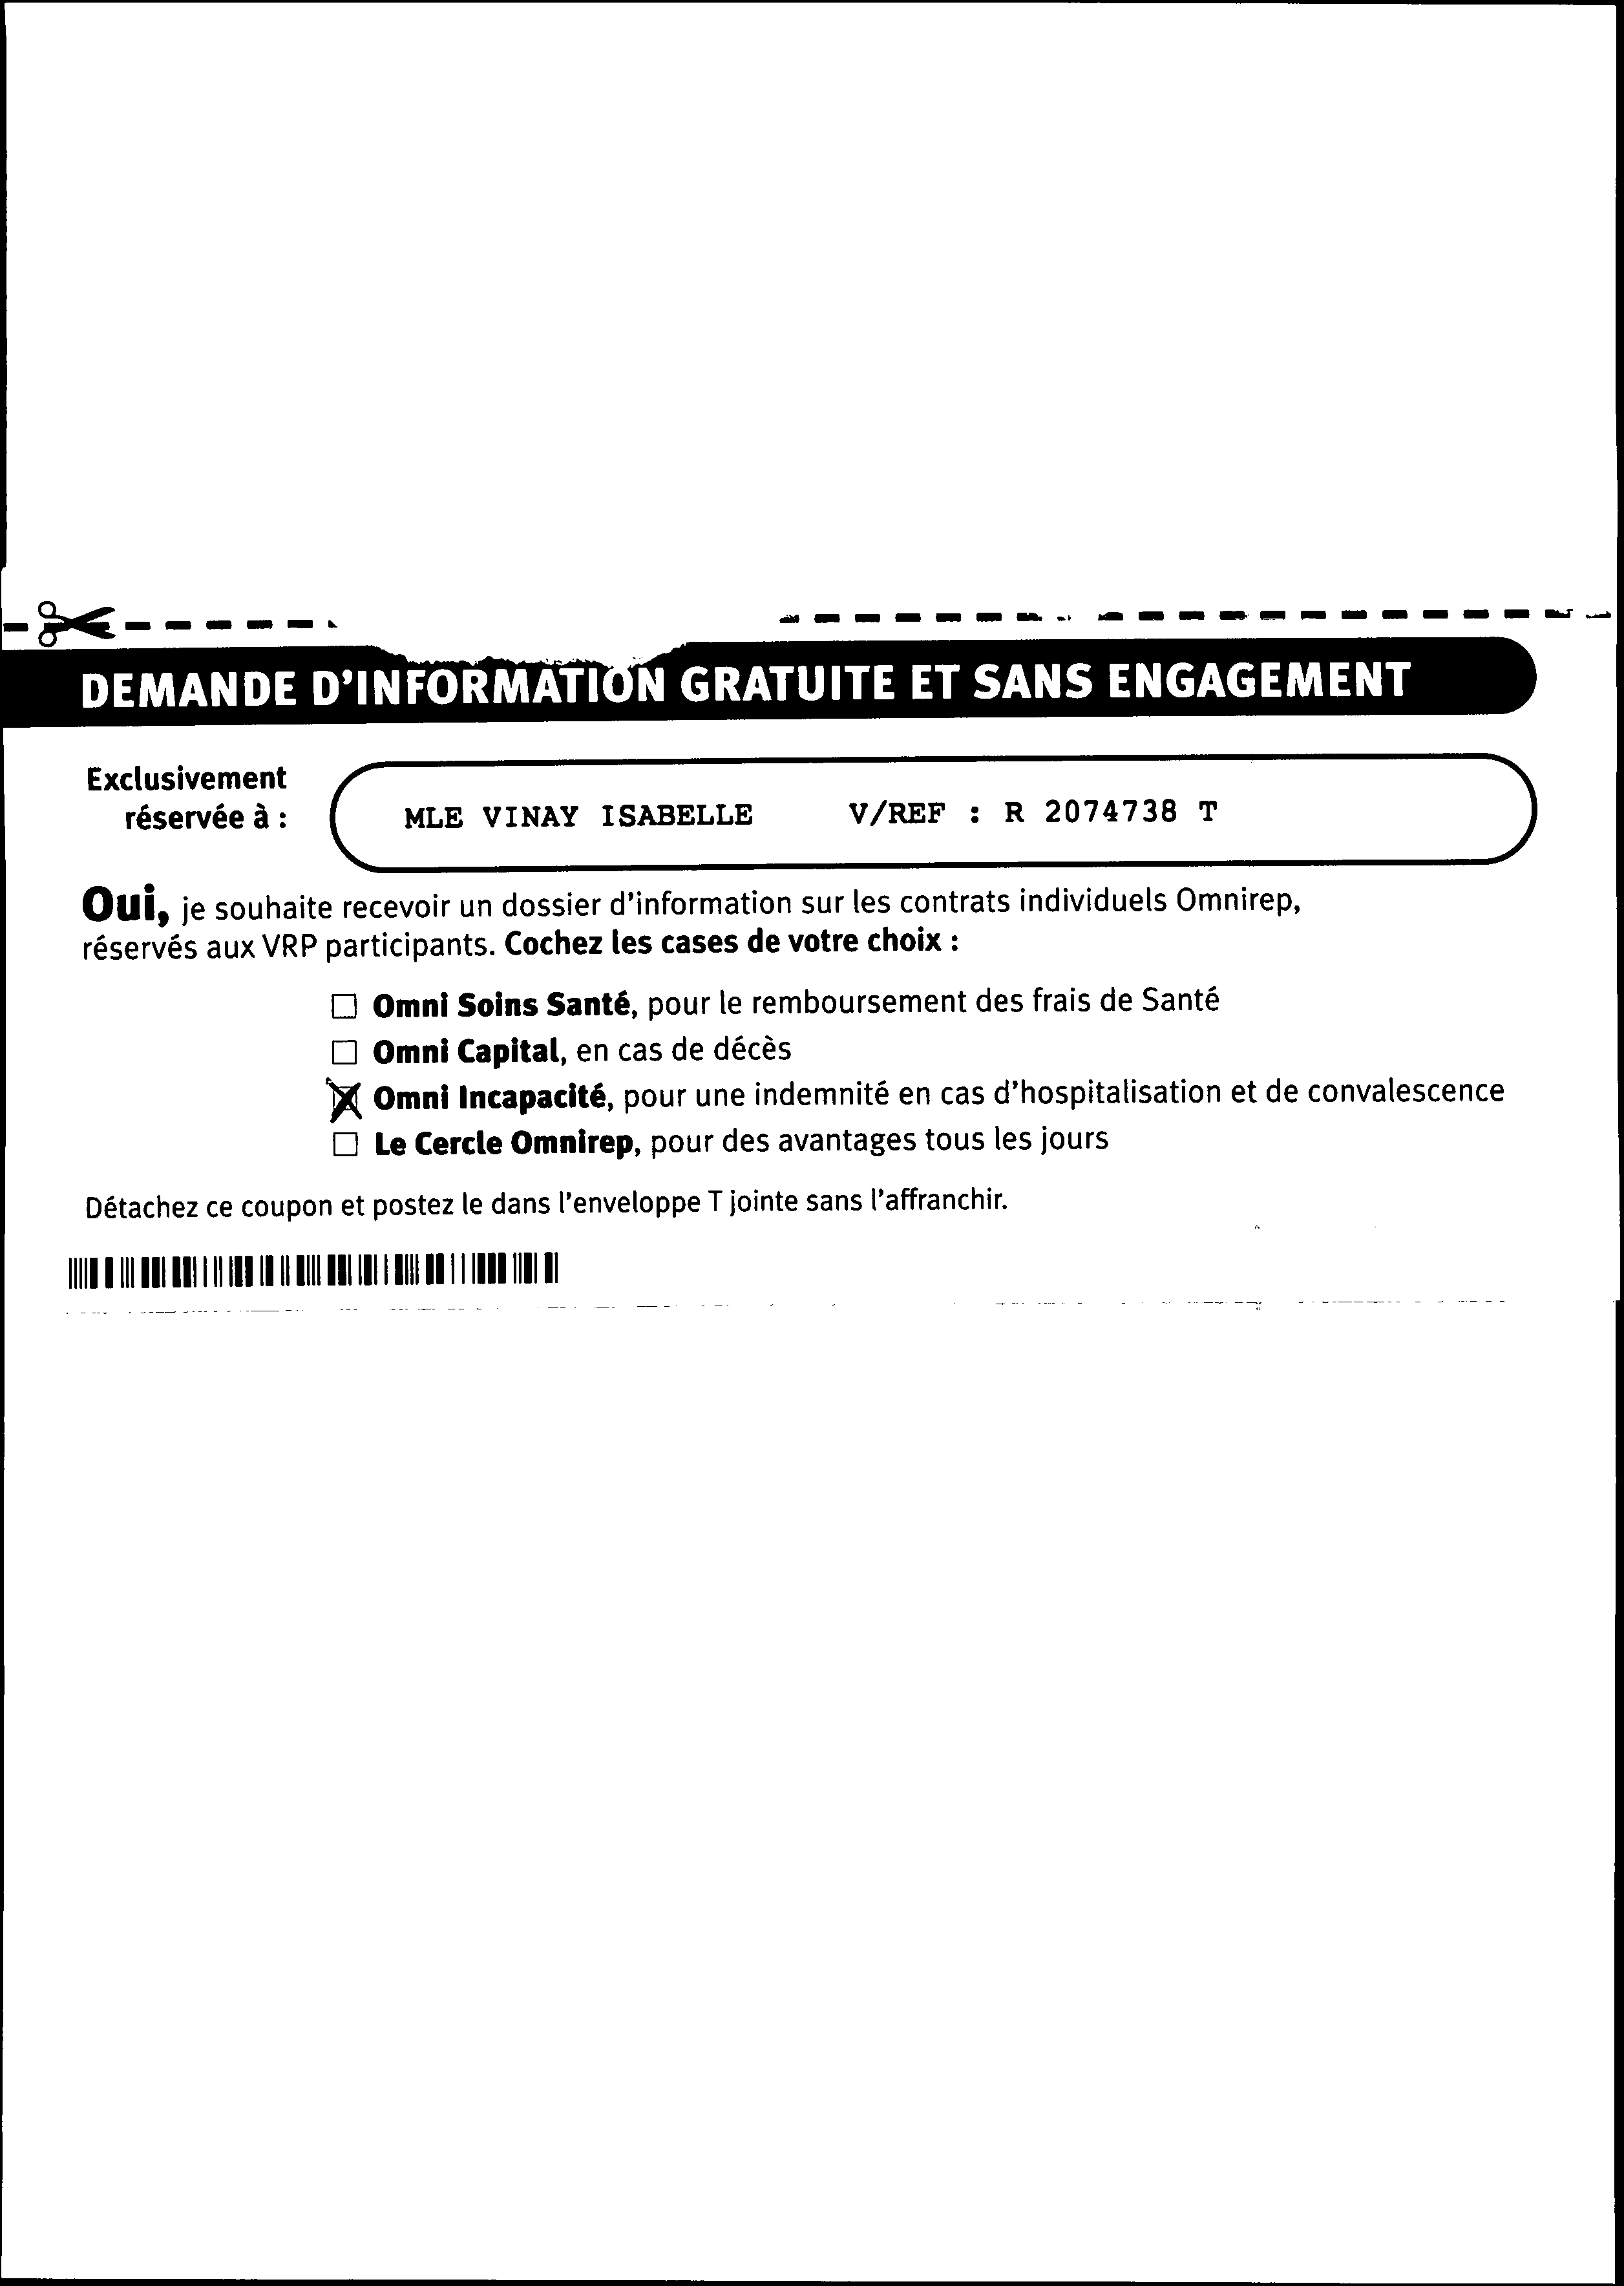 DEMANDE D'INFORMATION GRATUITE ET SANS ENGAGEMENT
Exclusivement
réservée à :
MLE VINAY ISABELLE V/REF : R 2074738 T
Oui, je souhaite recevoir un dossier d'information sur les contrats individuels Omnirep,
réservés aux VRP participants. Cochez les cases de votre choix :
☐ Omni Soins Santé, pour le remboursement des frais de Santé
☐ Omni Capital, en cas de décès
☒ Omni Incapacité, pour une indemnité en cas d'hospitalisation et de convalescence
☐ Le Cercle Omnirep, pour des avantages tous les jours
Détachez ce coupon et postez le dans l'enveloppe T jointe sans l'affranchir.